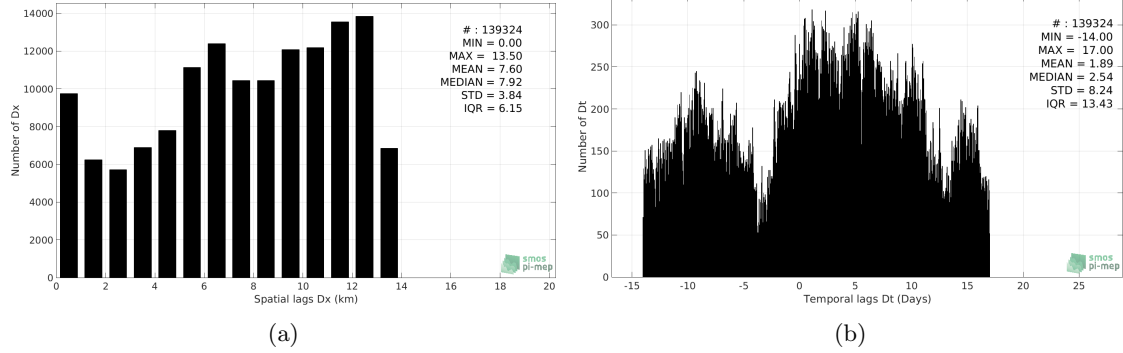 14000
12000
10000
8000
6000
4000
2000
0
Number of Dx
# : 139324
MIN = 0.00
MAX = 13.50
MEAN = 7.60
MEDIAN = 7.92
STD = 3.84
IQR = 6.15
smos
pi-mep
0 2 4 6 8 10 12 14 16 18 20
Spatial lags Dx (km)
(a)
300
250
200
150
100
50
0
Number of Dt
# : 139324
MIN = -14.00
MAX = 17.00
MEAN = 1.89
MEDIAN = 2.54
STD = 8.24
IQR = 13.43
smos
pi-mep
-15 -10 -5 0 5 10 15 20 25
Temporal lags Dt (Days)
(b)